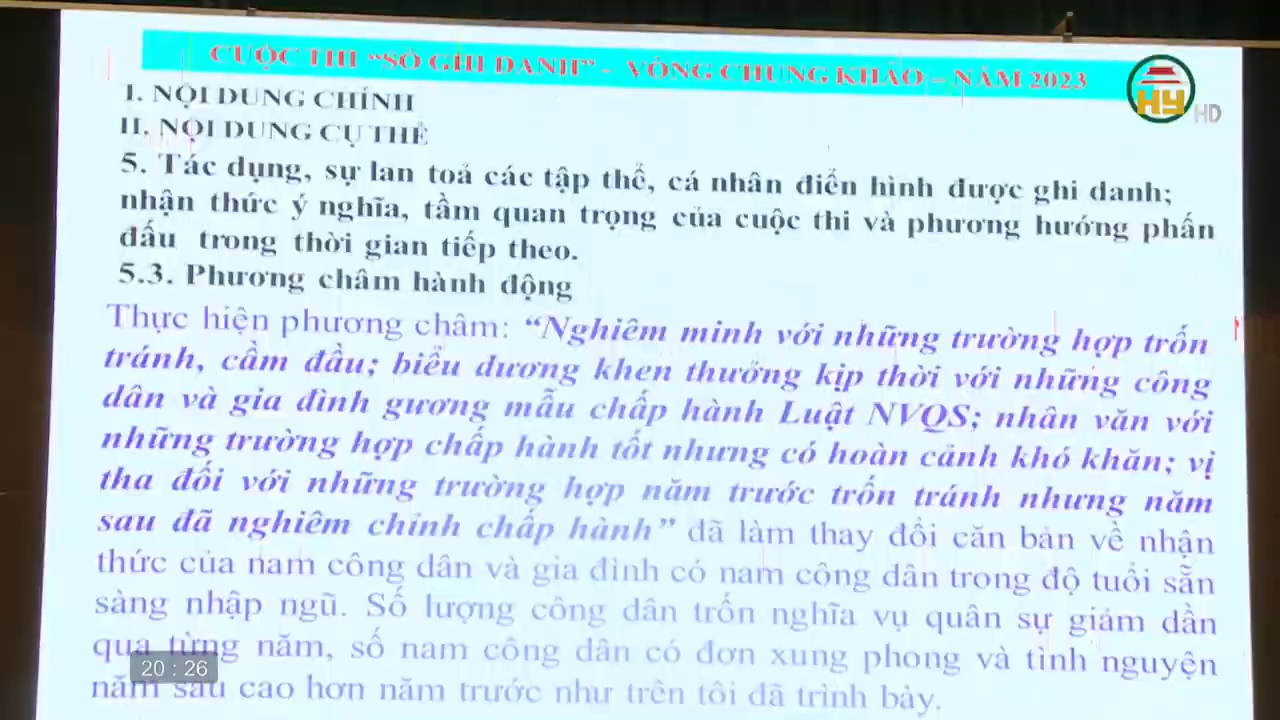 CUỘC THI “SỔ GHI DANH” - VÒNG CHUNG KHẢO – NĂM 2023
HY HD
I. NỘI DUNG CHÍNH
II. NỘI DUNG CỤ THỂ
5. Tác dụng, sự lan toả các tập thể, cá nhân điển hình được ghi danh;
nhận thức ý nghĩa, tầm quan trọng của cuộc thi và phương hướng phấn
đấu trong thời gian tiếp theo.
5.3. Phương châm hành động
Thực hiện phương châm: “Nghiêm minh với những trường hợp trốn
tránh, cầm đầu; biểu dương khen thưởng kịp thời với những công
dân và gia đình gương mẫu chấp hành Luật NVQS; nhân văn với
những trường hợp chấp hành tốt nhưng có hoàn cảnh khó khăn; vị
tha đối với những trường hợp năm trước trốn tránh nhưng năm
sau đã nghiêm chỉnh chấp hành” đã làm thay đổi căn bản về nhận
thức của nam công dân và gia đình có nam công dân trong độ tuổi sẵn
sàng nhập ngũ. Số lượng công dân trốn nghĩa vụ quân sự giảm dần
qua từng năm, số nam công dân có đơn xung phong và tình nguyện
năm sau cao hơn năm trước như trên tôi đã trình bày.
20 : 26